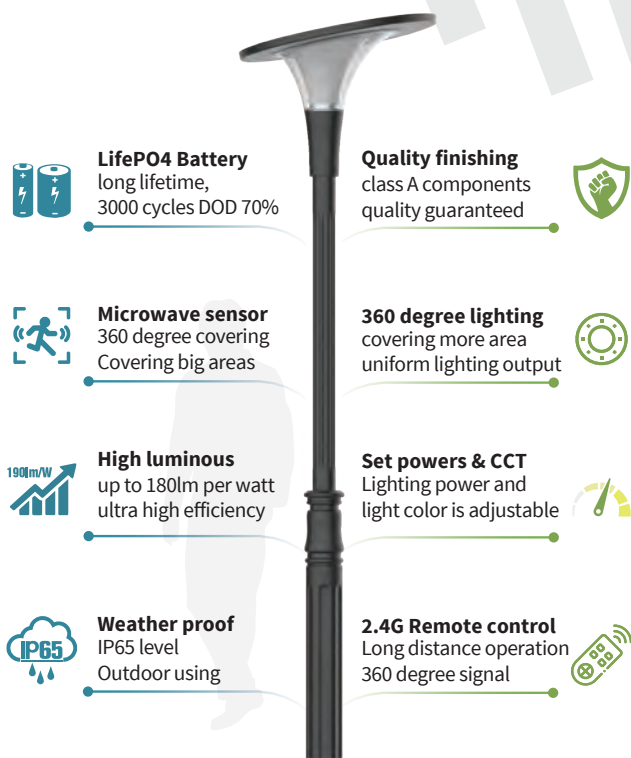 LifePO4 Battery
long lifetime,
3000 cycles DOD 70%
Quality finishing
class A components
quality guaranteed
Microwave sensor
360 degree covering
Covering big areas
360 degree lighting
covering more area
uniform lighting output
190lm/W
High luminous
up to 180lm per watt
ultra high efficiency
Set powers & CCT
Lighting power and
light color is adjustable
IP65
Weather proof
IP65 level
Outdoor using
2.4G Remote control
Long distance operation
360 degree signal